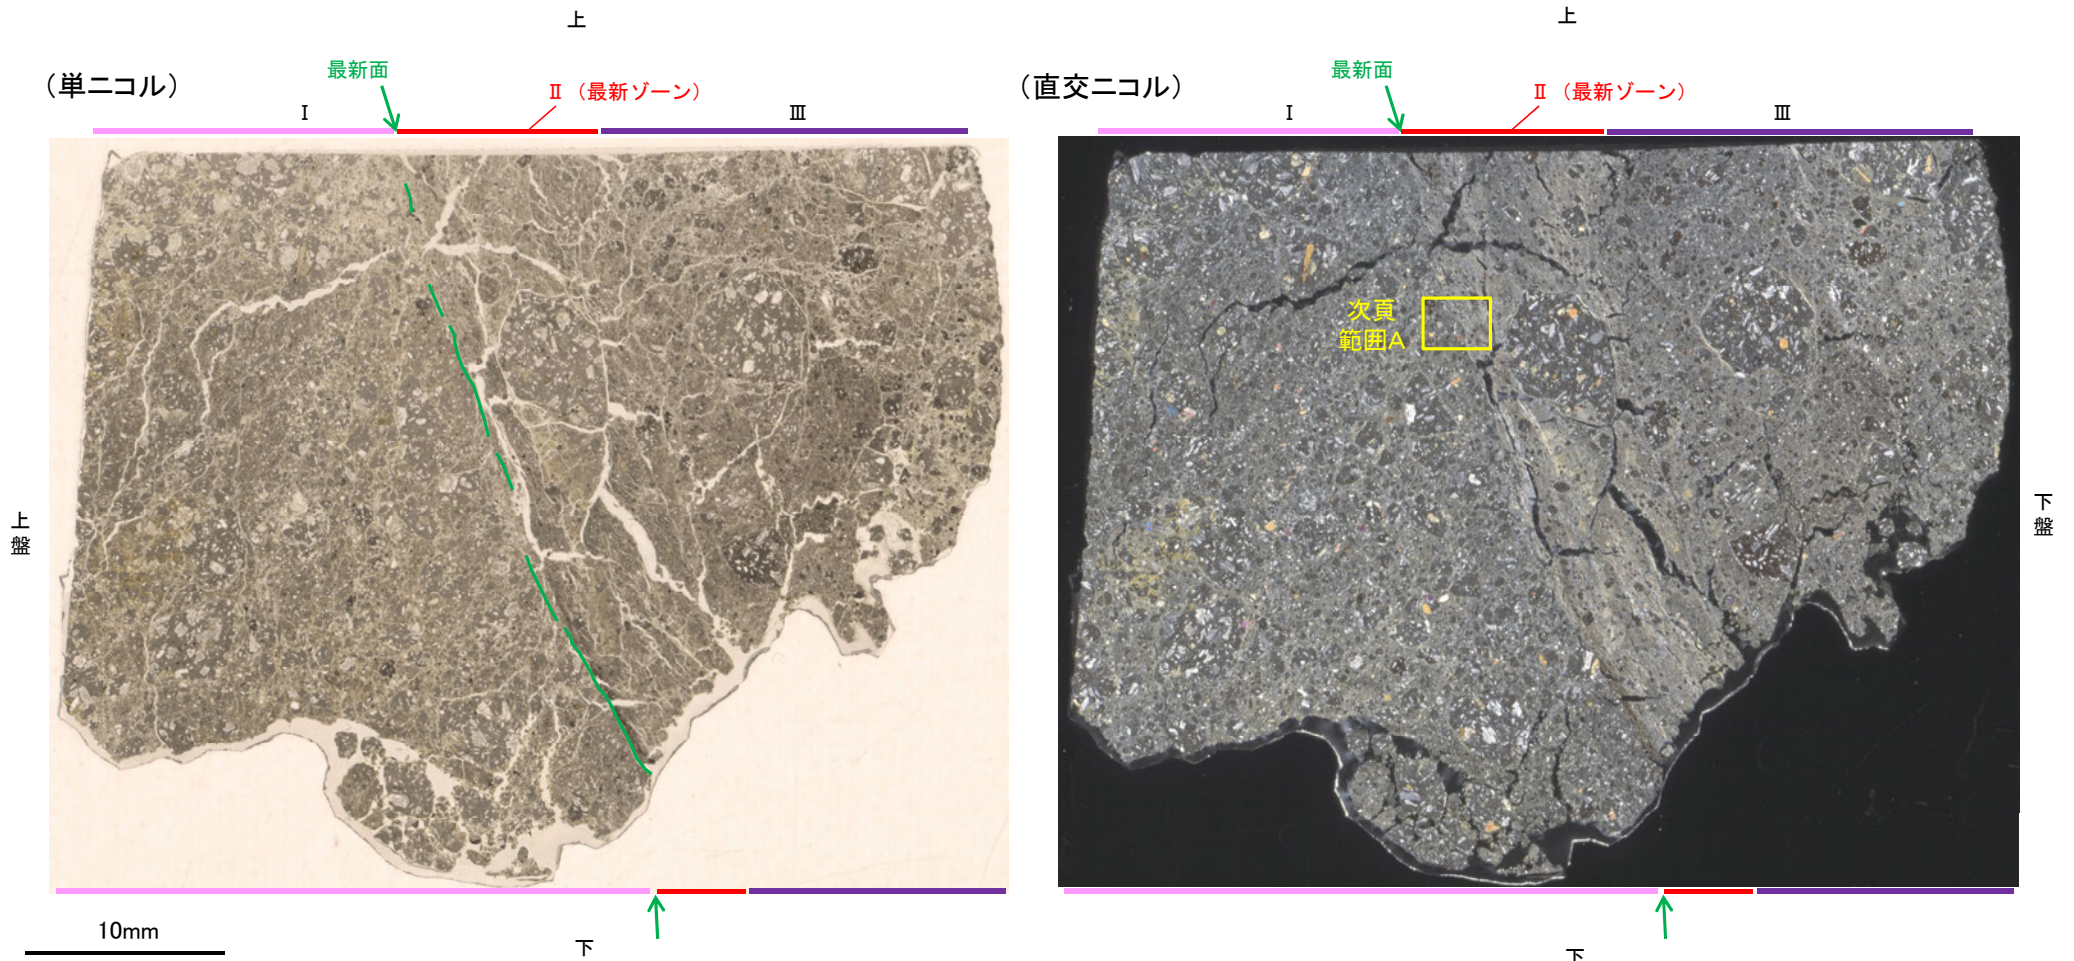 上
(単ニコル)
最新面
Ⅰ
Ⅱ(最新ゾーン)
Ⅲ
上盤
10mm
下
上
(直交ニコル)
最新面
Ⅰ
Ⅱ(最新ゾーン)
Ⅲ
次頁
範囲A
下盤
下